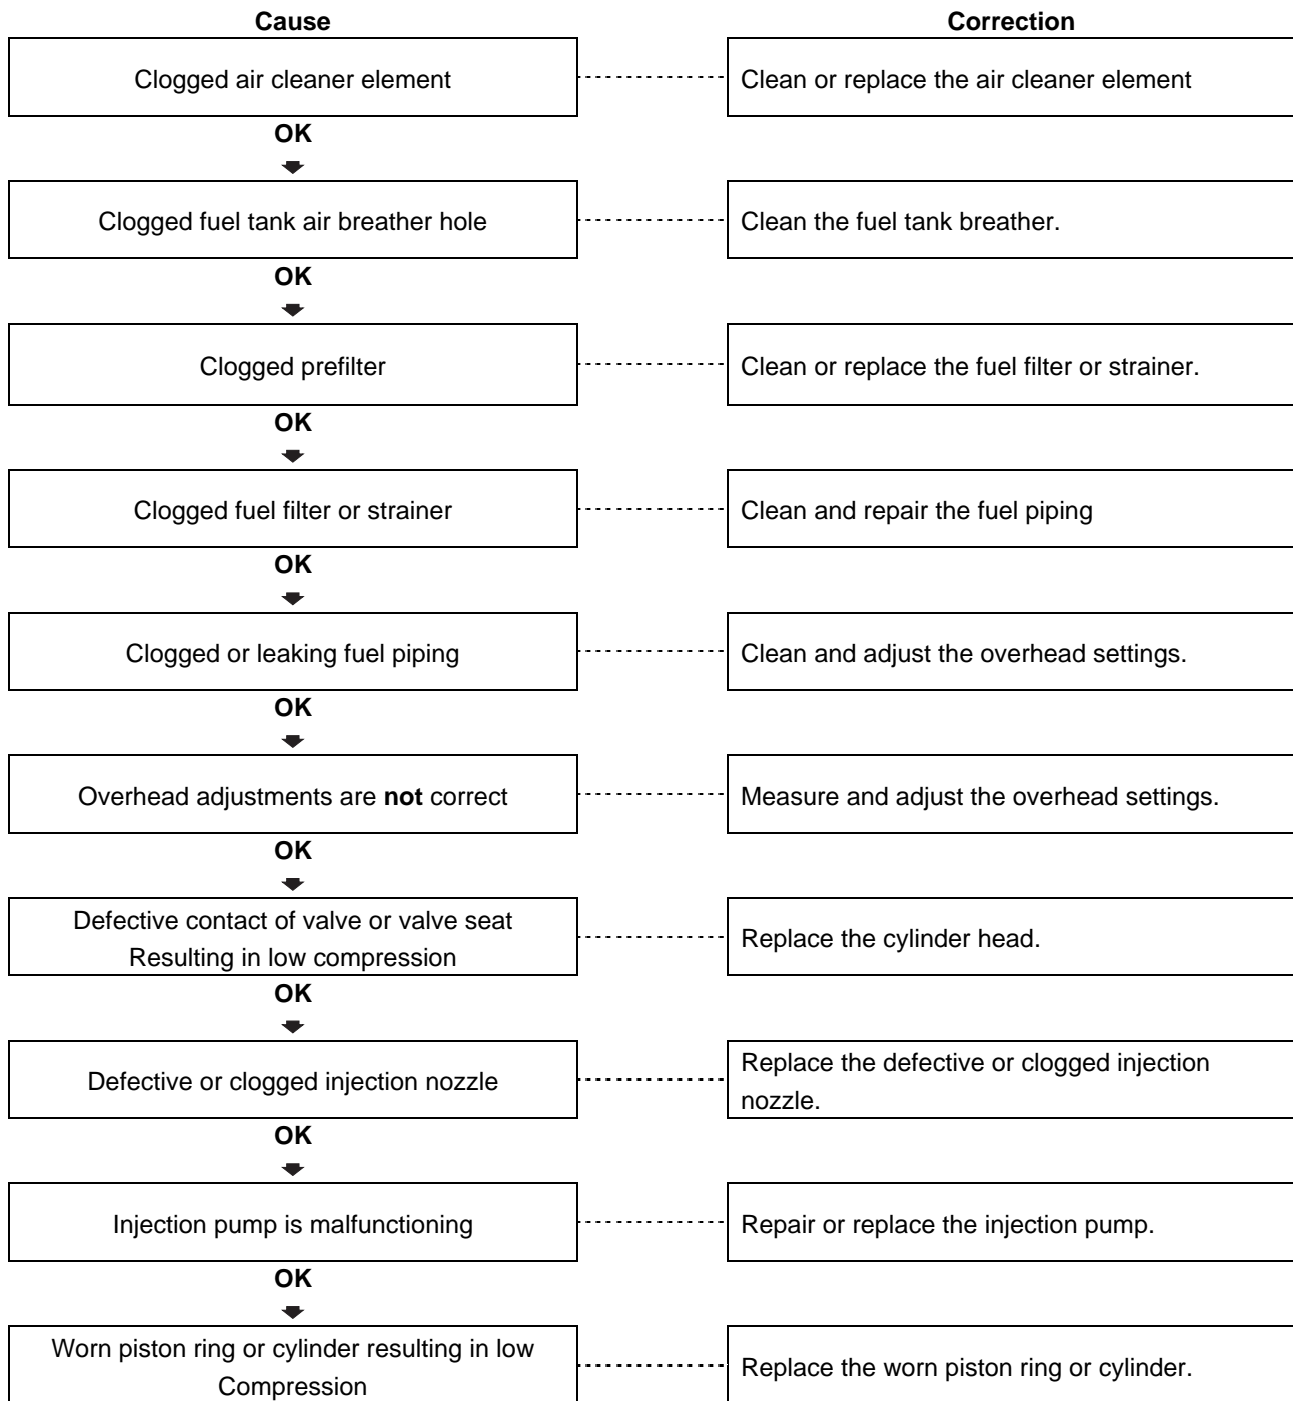 Cause
Correction
Clogged air cleaner element
Clean or replace the air cleaner element
OK
Clogged fuel tank air breather hole
Clean the fuel tank breather.
OK
Clogged prefilter
Clean or replace the fuel filter or strainer.
OK
Clogged fuel filter or strainer
Clean and repair the fuel piping
OK
Clogged or leaking fuel piping
Clean and adjust the overhead settings.
OK
Overhead adjustments are not correct
Measure and adjust the overhead settings.
OK
Defective contact of valve or valve seat
Resulting in low compression
Replace the cylinder head.
OK
Defective or clogged injection nozzle
Replace the defective or clogged injection
nozzle.
OK
Injection pump is malfunctioning
Repair or replace the injection pump.
OK
Worn piston ring or cylinder resulting in low
Compression
Replace the worn piston ring or cylinder.